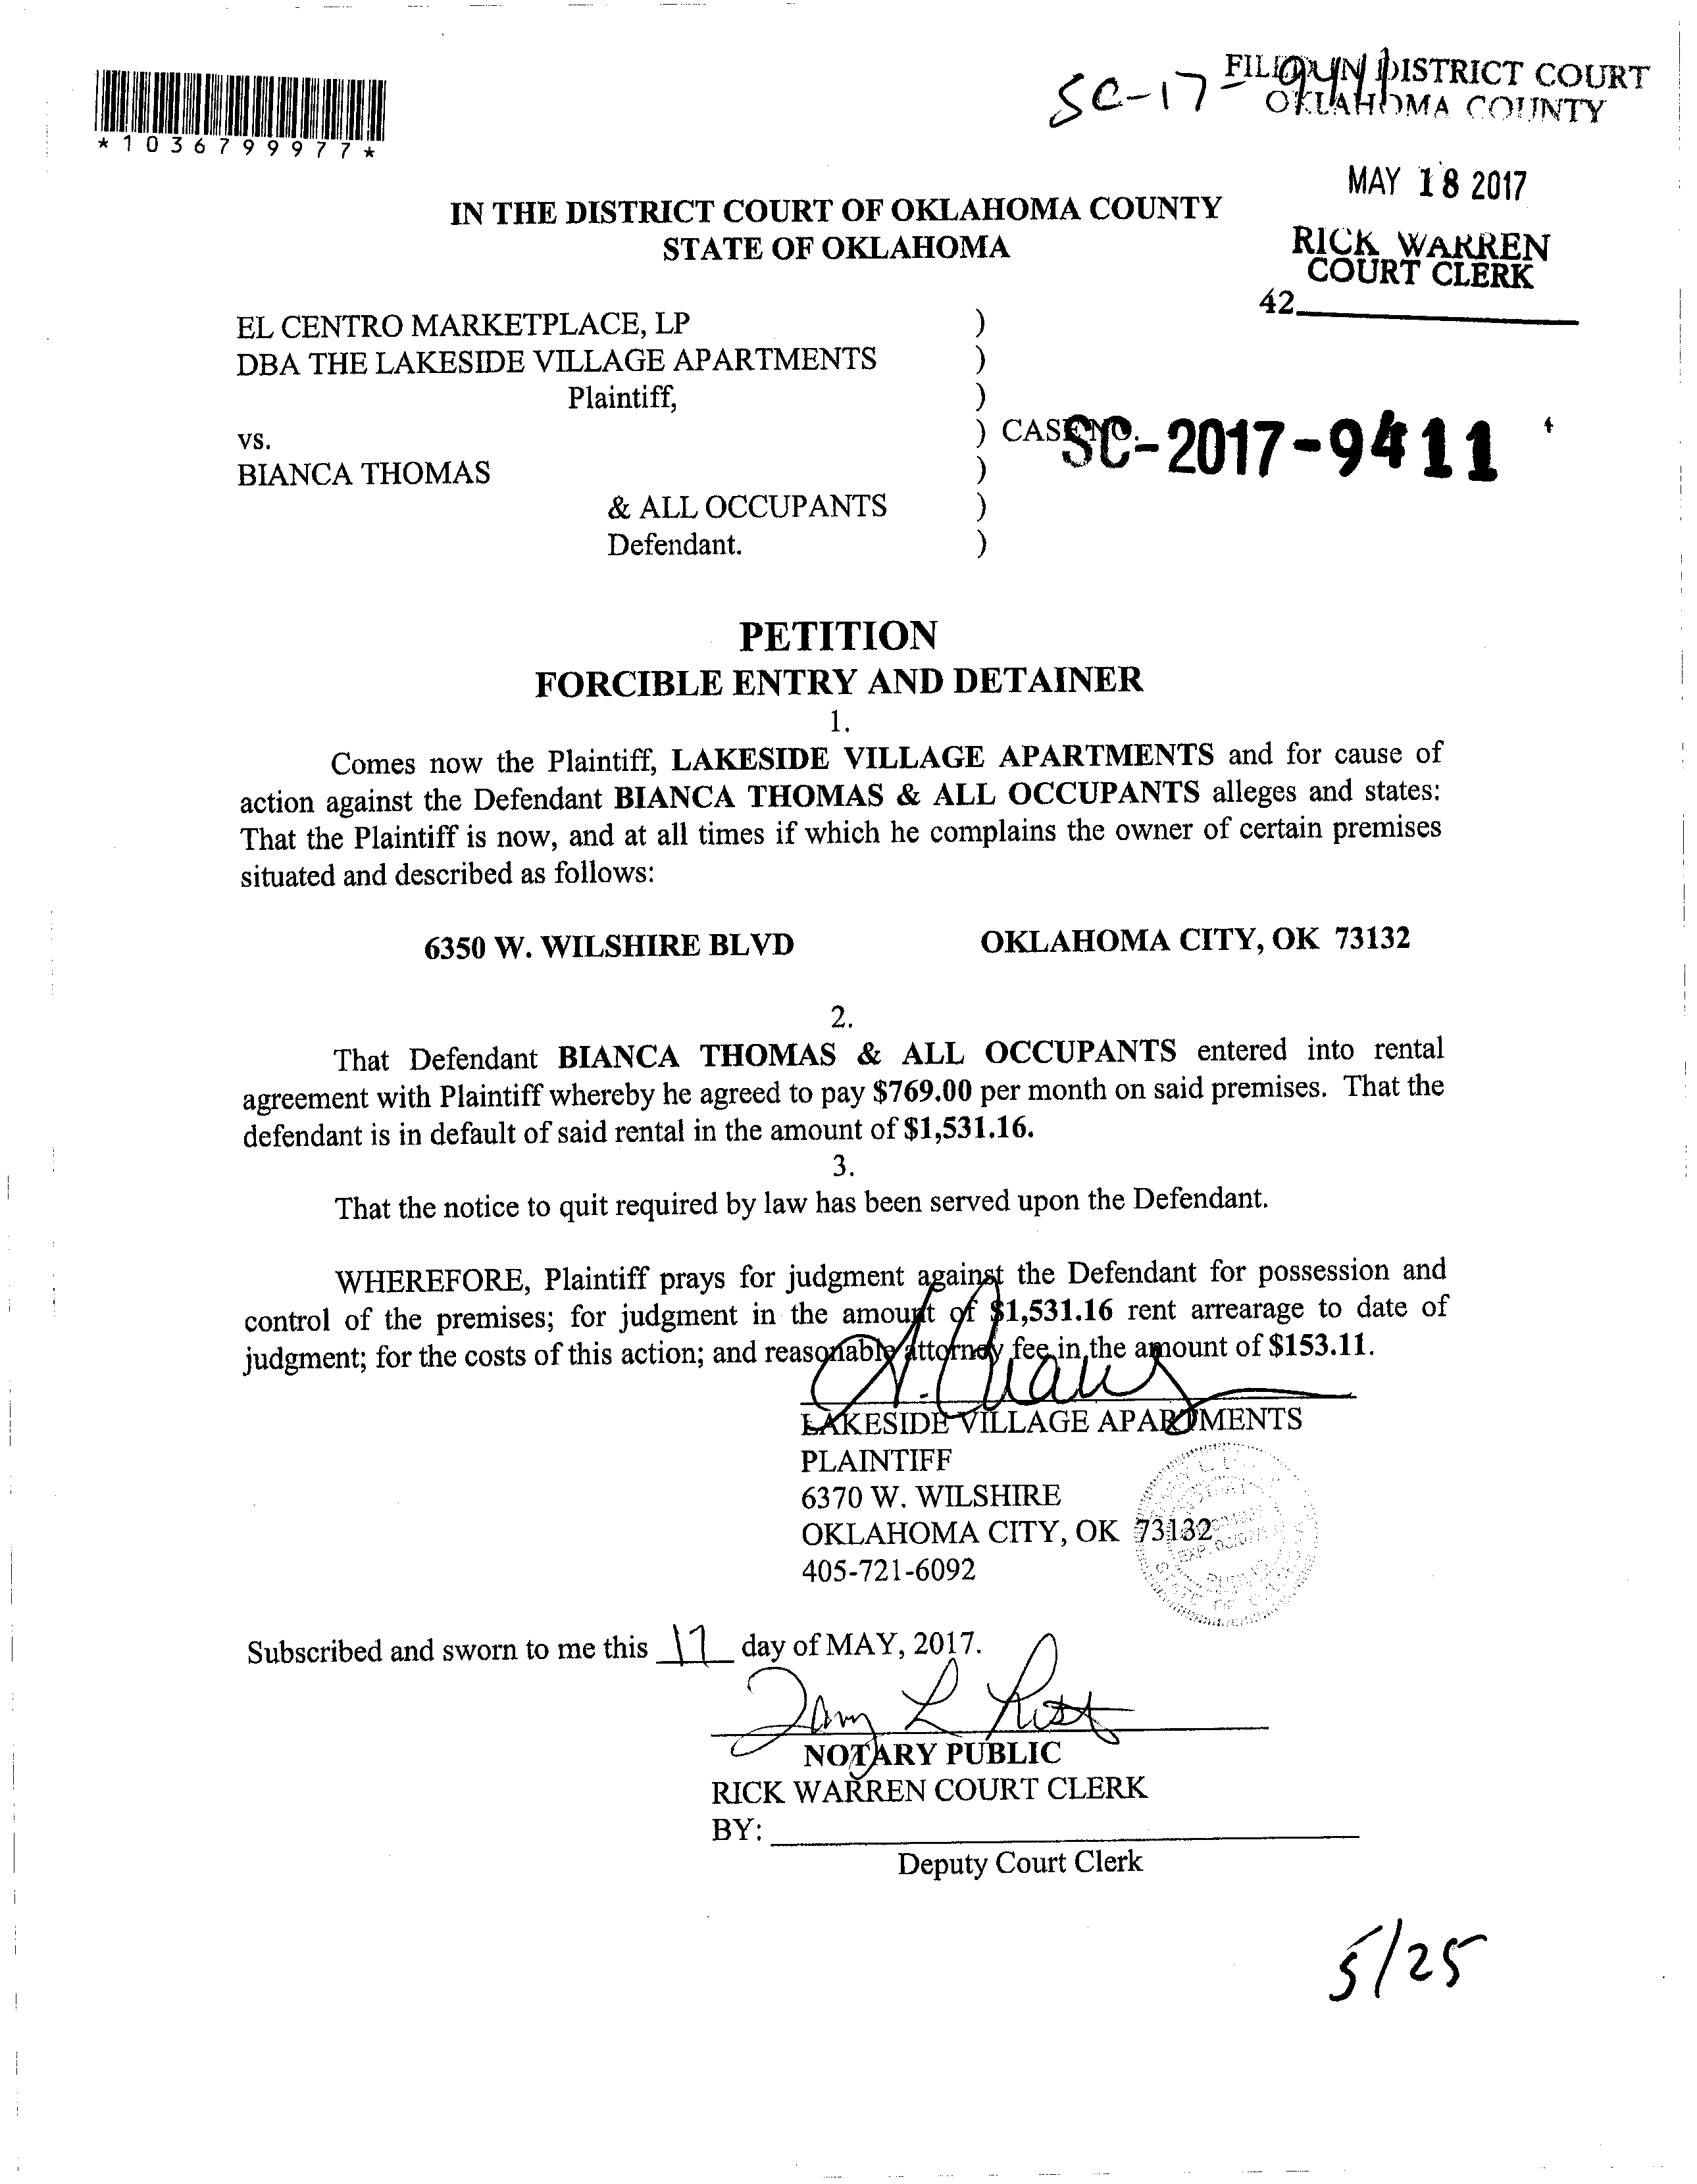 *1036799977*
SC-17-9411
FILED IN DISTRICT COURT
OKLAHOMA COUNTY
MAY 18 2017
RICK WARREN
COURT CLERK
42
IN THE DISTRICT COURT OF OKLAHOMA COUNTY
STATE OF OKLAHOMA
EL CENTRO MARKETPLACE, LP )
DBA THE LAKESIDE VILLAGE APARTMENTS )
Plaintiff, )
vs. ) CASE NO. SC-2017-9411
BIANCA THOMAS )
& ALL OCCUPANTS )
Defendant. )
PETITION
FORCIBLE ENTRY AND DETAINER
1.
Comes now the Plaintiff, LAKESIDE VILLAGE APARTMENTS and for cause of
action against the Defendant BIANCA THOMAS & ALL OCCUPANTS alleges and states:
That the Plaintiff is now, and at all times if which he complains the owner of certain premises
situated and described as follows:
6350 W. WILSHIRE BLVD OKLAHOMA CITY, OK 73132
2.
That Defendant BIANCA THOMAS & ALL OCCUPANTS entered into rental
agreement with Plaintiff whereby he agreed to pay $769.00 per month on said premises. That the
defendant is in default of said rental in the amount of $1,531.16.
3.
That the notice to quit required by law has been served upon the Defendant.
WHEREFORE, Plaintiff prays for judgment against the Defendant for possession and
control of the premises; for judgment in the amount of $1,531.16 rent arrearage to date of
judgment; for the costs of this action; and reasonable attorney fee in the amount of $153.11.
LAKESIDE VILLAGE APARTMENTS
PLAINTIFF
6370 W. WILSHIRE
OKLAHOMA CITY, OK 73132
405-721-6092
Subscribed and sworn to me this 17 day of MAY, 2017.
NOTARY PUBLIC
RICK WARREN COURT CLERK
BY:
Deputy Court Clerk
5/25